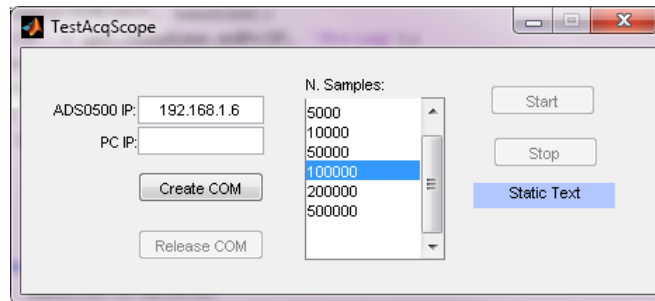 TestAcqScope
ADS0500 IP: 192.168.1.6
PC IP:
Create COM
Release COM
N. Samples:
5000
10000
50000
100000
200000
500000
Start
Stop
Static Text